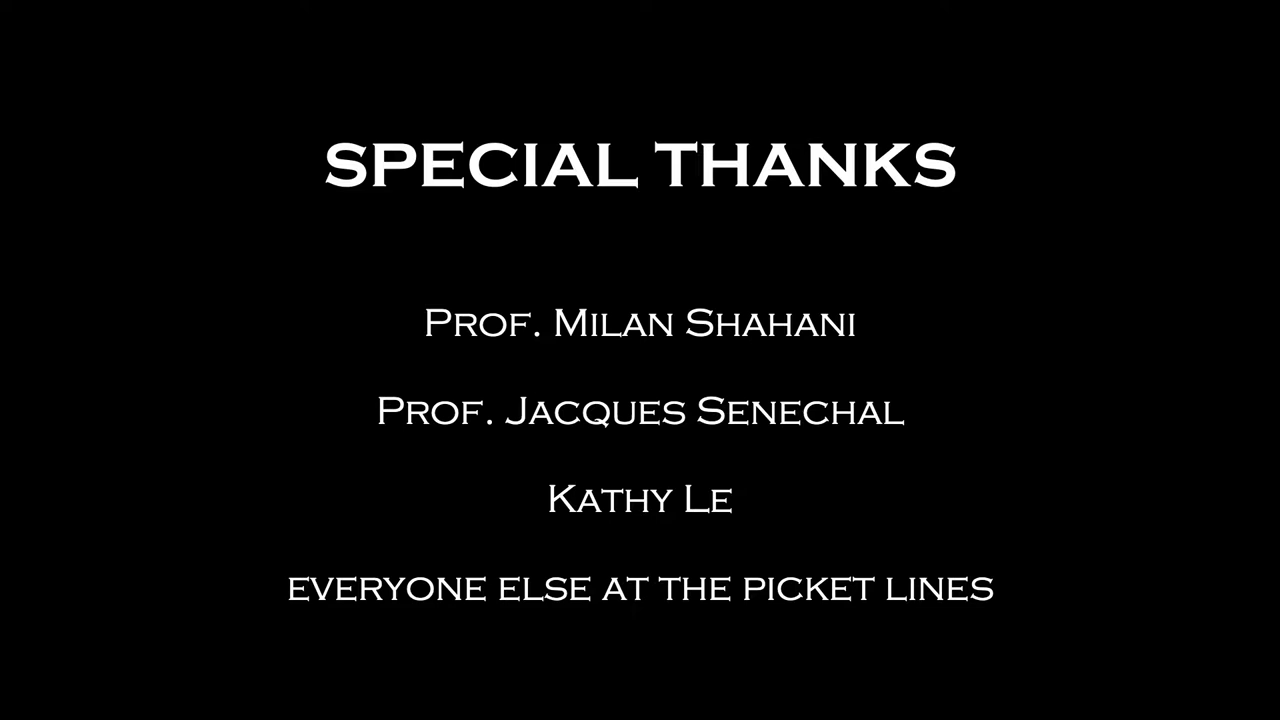 SPECIAL THANKS
Prof. Milan Shahani
Prof. Jacques Senechal
Kathy Le
everyone else at the picket lines